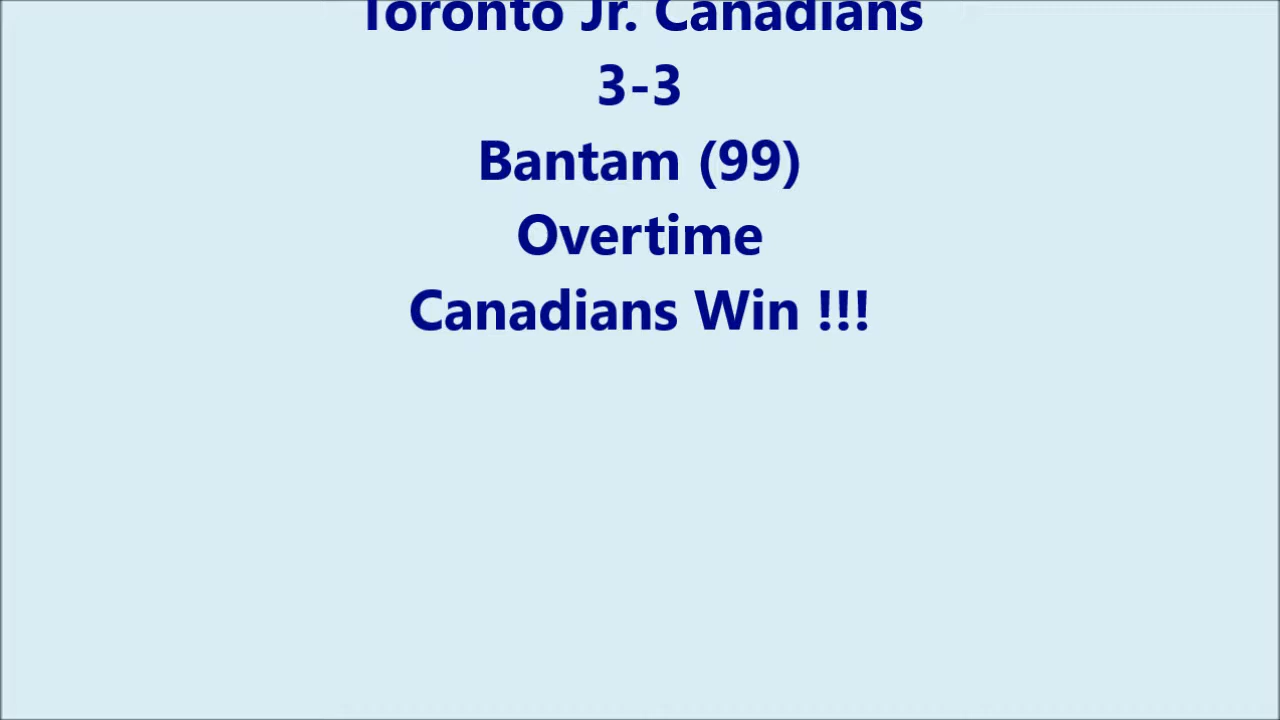 Toronto Jr. Canadians
3-3
Bantam (99)
Overtime
Canadians Win !!!